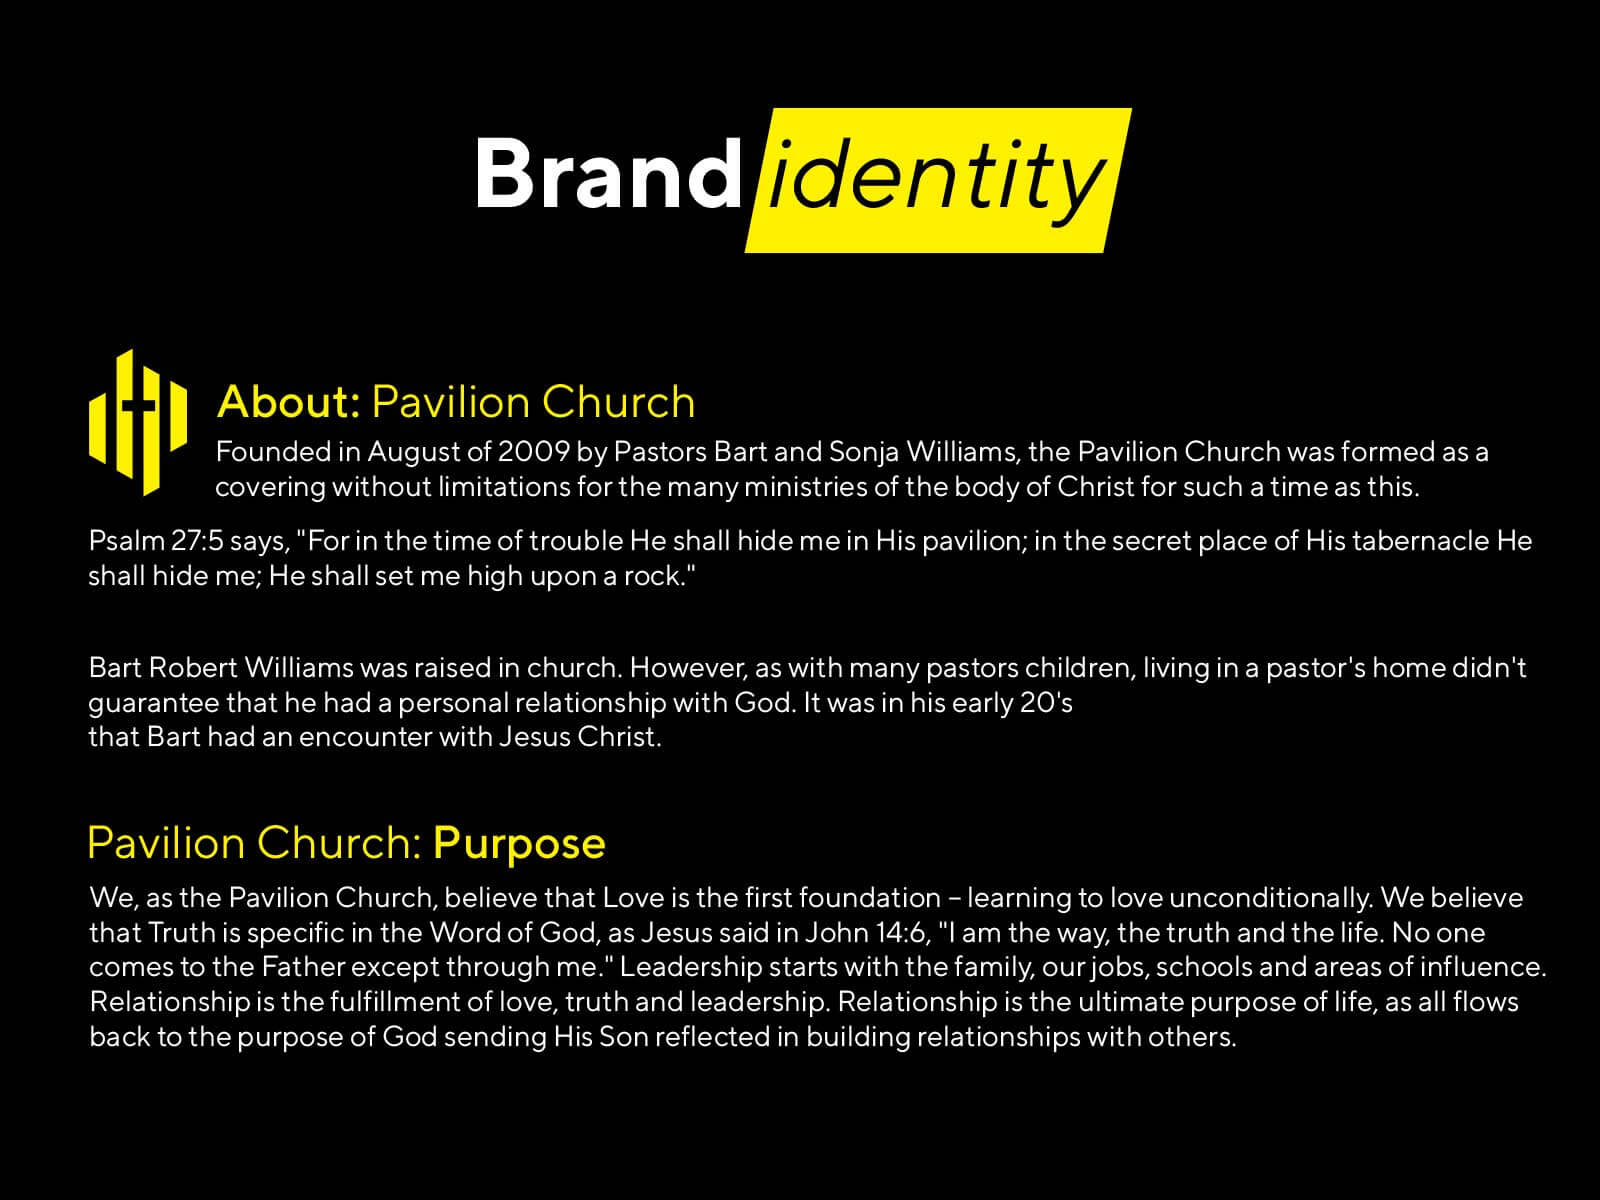 Brand identity
About: Pavilion Church
Founded in August of 2009 by Pastors Bart and Sonja Williams, the Pavilion Church was formed as a
covering without limitations for the many ministries of the body of Christ for such a time as this.
Psalm 27:5 says, "For in the time of trouble He shall hide me in His pavilion; in the secret place of His tabernacle He
shall hide me; He shall set me high upon a rock."
Bart Robert Williams was raised in church. However, as with many pastors children, living in a pastor's home didn't
guarantee that he had a personal relationship with God. It was in his early 20's
that Bart had an encounter with Jesus Christ.
Pavilion Church: Purpose
We, as the Pavilion Church, believe that Love is the first foundation – learning to love unconditionally. We believe
that Truth is specific in the Word of God, as Jesus said in John 14:6, "I am the way, the truth and the life. No one
comes to the Father except through me." Leadership starts with the family, our jobs, schools and areas of influence.
Relationship is the fulfillment of love, truth and leadership. Relationship is the ultimate purpose of life, as all flows
back to the purpose of God sending His Son reflected in building relationships with others.